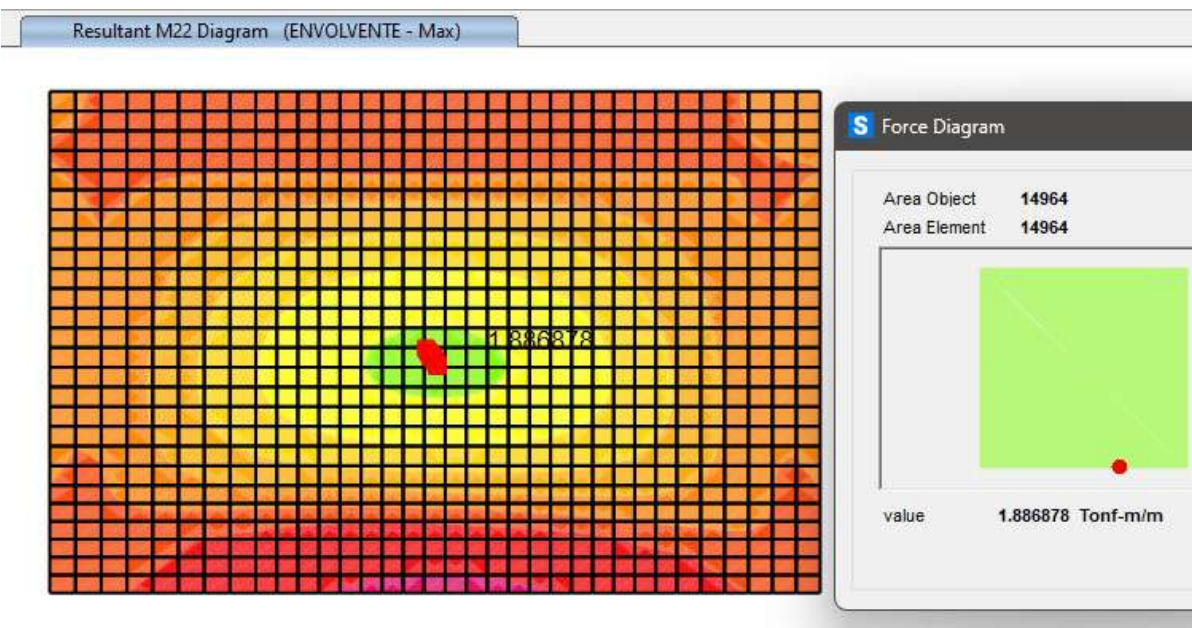 Resultant M22 Diagram (ENVOLVENTE - Max)
1.886878
S Force Diagram
Area Object 14964
Area Element 14964
value 1.886878 Tonf-m/m